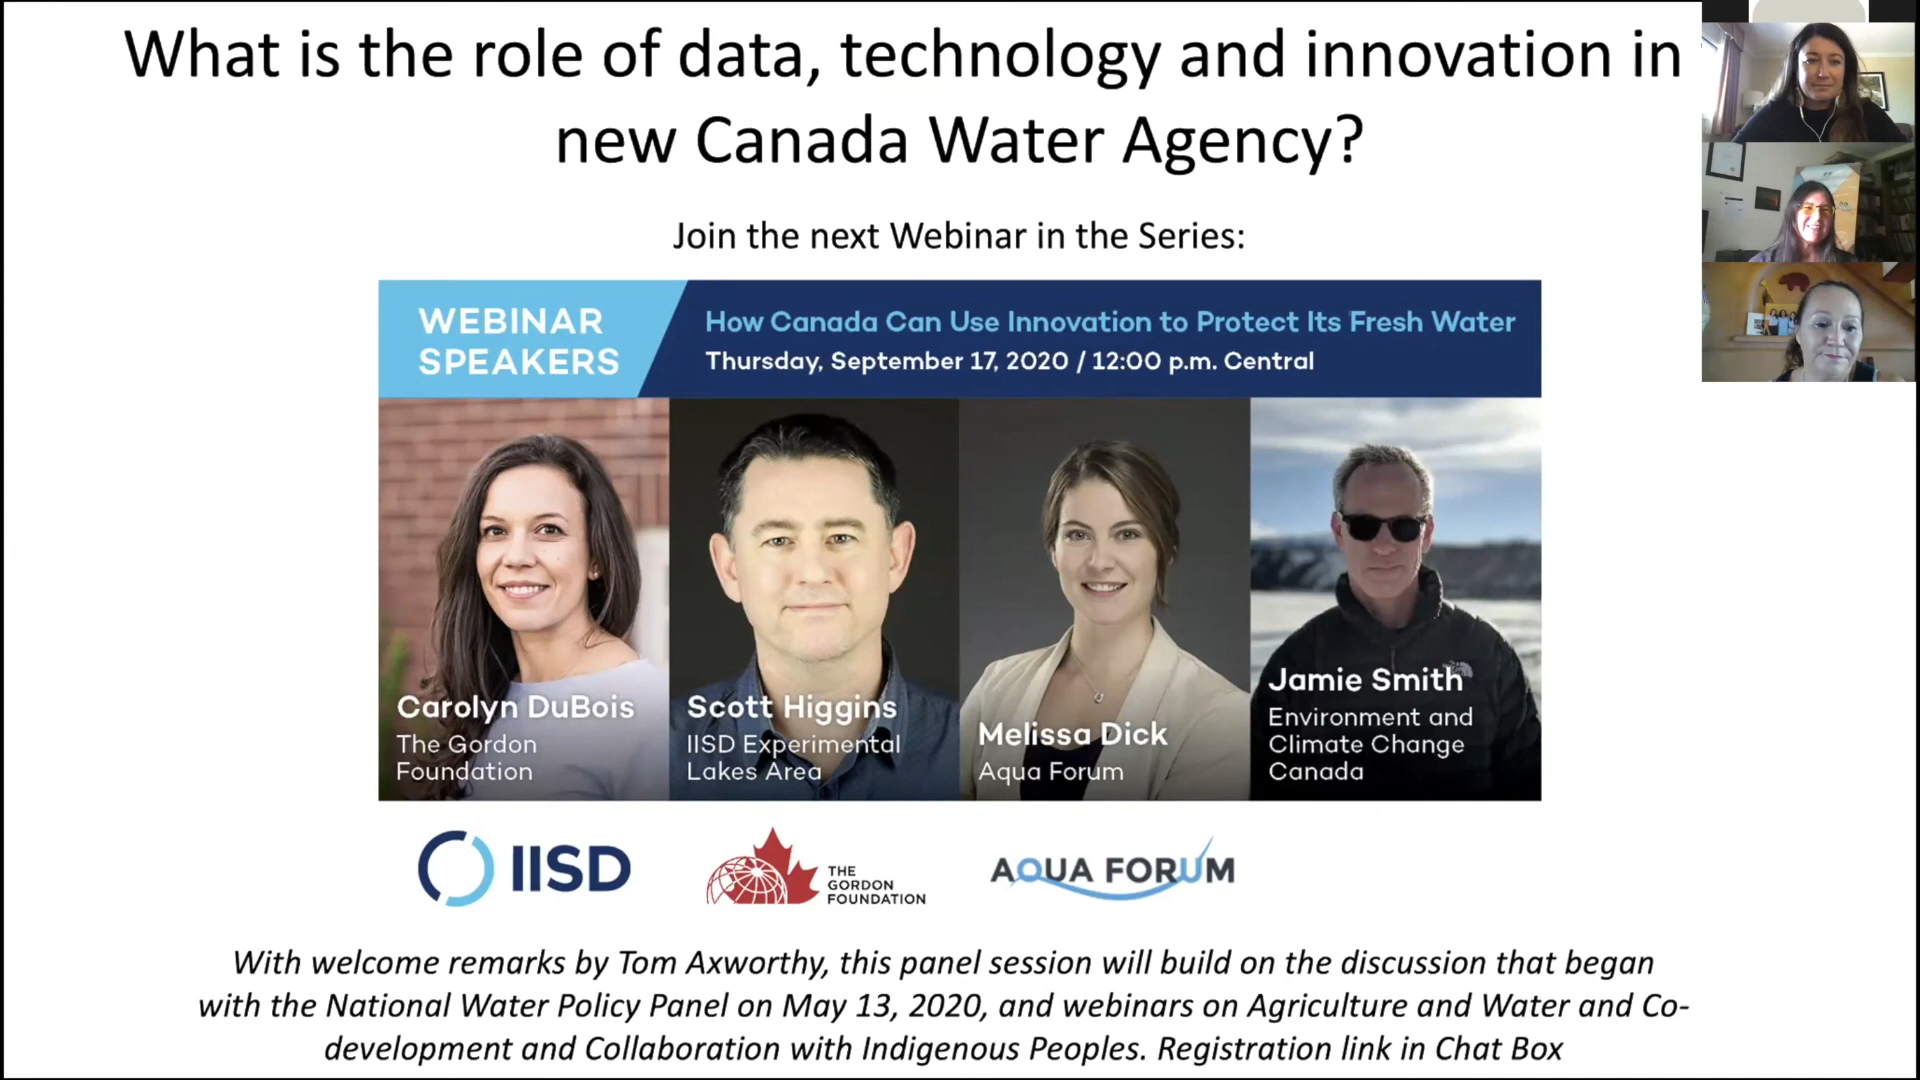 What is the role of data, technology and innovation in
new Canada Water Agency?
Join the next Webinar in the Series:
WEBINAR
SPEAKERS
How Canada Can Use Innovation to Protect Its Fresh Water
Thursday, September 17, 2020 / 12:00 p.m. Central
Carolyn DuBois
The Gordon
Foundation
Scott Higgins
IISD Experimental
Lakes Area
Melissa Dick
Aqua Forum
Jamie Smith
Environment and
Climate Change
Canada
IISD
THE
GORDON
FOUNDATION
AQUA FORUM
With welcome remarks by Tom Axworthy, this panel session will build on the discussion that began
with the National Water Policy Panel on May 13, 2020, and webinars on Agriculture and Water and Co-
development and Collaboration with Indigenous Peoples. Registration link in Chat Box